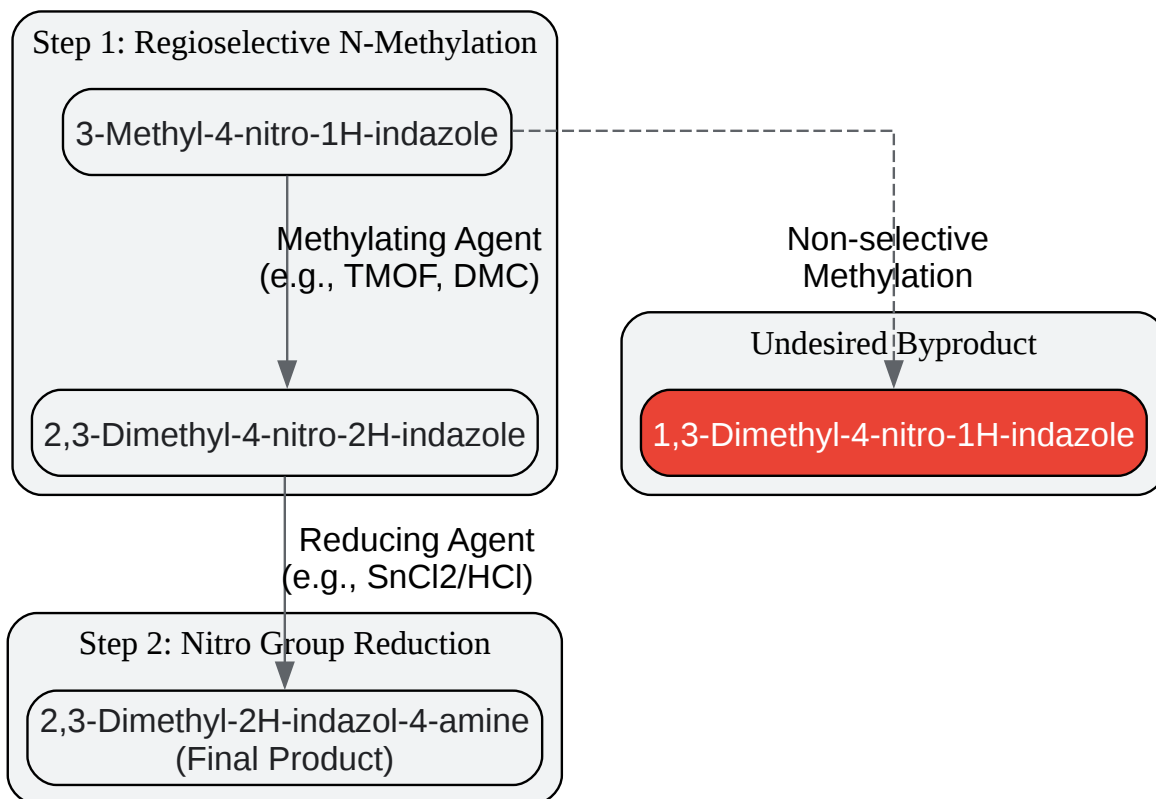 Step 1: Regioselective N-Methylation
3-Methyl-4-nitro-1H-indazole
Methylating Agent
(e.g., TMOF, DMC)
Non-selective
Methylation
Undesired Byproduct
2,3-Dimethyl-4-nitro-2H-indazole
1,3-Dimethyl-4-nitro-1H-indazole
Reducing Agent
(e.g., SnCl2/HCl)
Step 2: Nitro Group Reduction
2,3-Dimethyl-2H-indazol-4-amine
(Final Product)